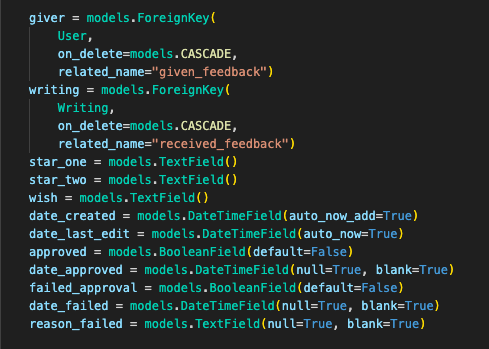 giver = models.ForeignKey(
    User,
    on_delete=models.CASCADE,
    related_name="given_feedback")
writing = models.ForeignKey(
    Writing,
    on_delete=models.CASCADE,
    related_name="received_feedback")
star_one = models.TextField()
star_two = models.TextField()
wish = models.TextField()
date_created = models.DateTimeField(auto_now_add=True)
date_last_edit = models.DateTimeField(auto_now=True)
approved = models.BooleanField(default=False)
date_approved = models.DateTimeField(null=True, blank=True)
failed_approval = models.BooleanField(default=False)
date_failed = models.DateTimeField(null=True, blank=True)
reason_failed = models.TextField(null=True, blank=True)